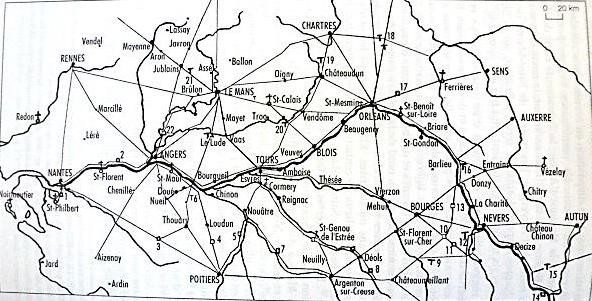 0 20 km
CHARTRES
18
Vendel
Lassay
Mayenne
Javron
Aron
RENNES
Jublains
Assé
Ballon
19
Oigny
Châteaudun
SENS
21
Brûlon
LE MANS
17
Ferrières
St-Calais
St-Mesmin
ORLÉANS
Redon
Marcillé
Mayet
Troo
Vendôme
St-Benoît
sur-Loire
AUXERRE
22
20
Beaugency
Briare
Léré
Le Lude
Vaas
St-Gondon
2
ANGERS
Veuves
BLOIS
NANTES
TOURS
Amboise
Barlieu
Entrains
Vézelay
St-Florent
St-Maur
Bourgueil
16
Noirmoutier
1
Chenillé
Doué
Esvres
Cormery
Thésée
Donzy
St-Philbert
Nueil
6
Chinon
Reignac
Vierzon
Chitry
Mehun
BOURGES
13
La Charité
Thouars
Loudun
Nouâtre
NEVERS
AUTUN
4
5
St-Genou
de l'Estrée
St-Florent
sur-Cher
10
12
Château
Chinon
3
7
Neuilly
Déols
11
Decize
Jard
Aizenay
8
9
15
Ardin
POITIERS
Argenton
sur-Creuse
Châteaumeillant
14